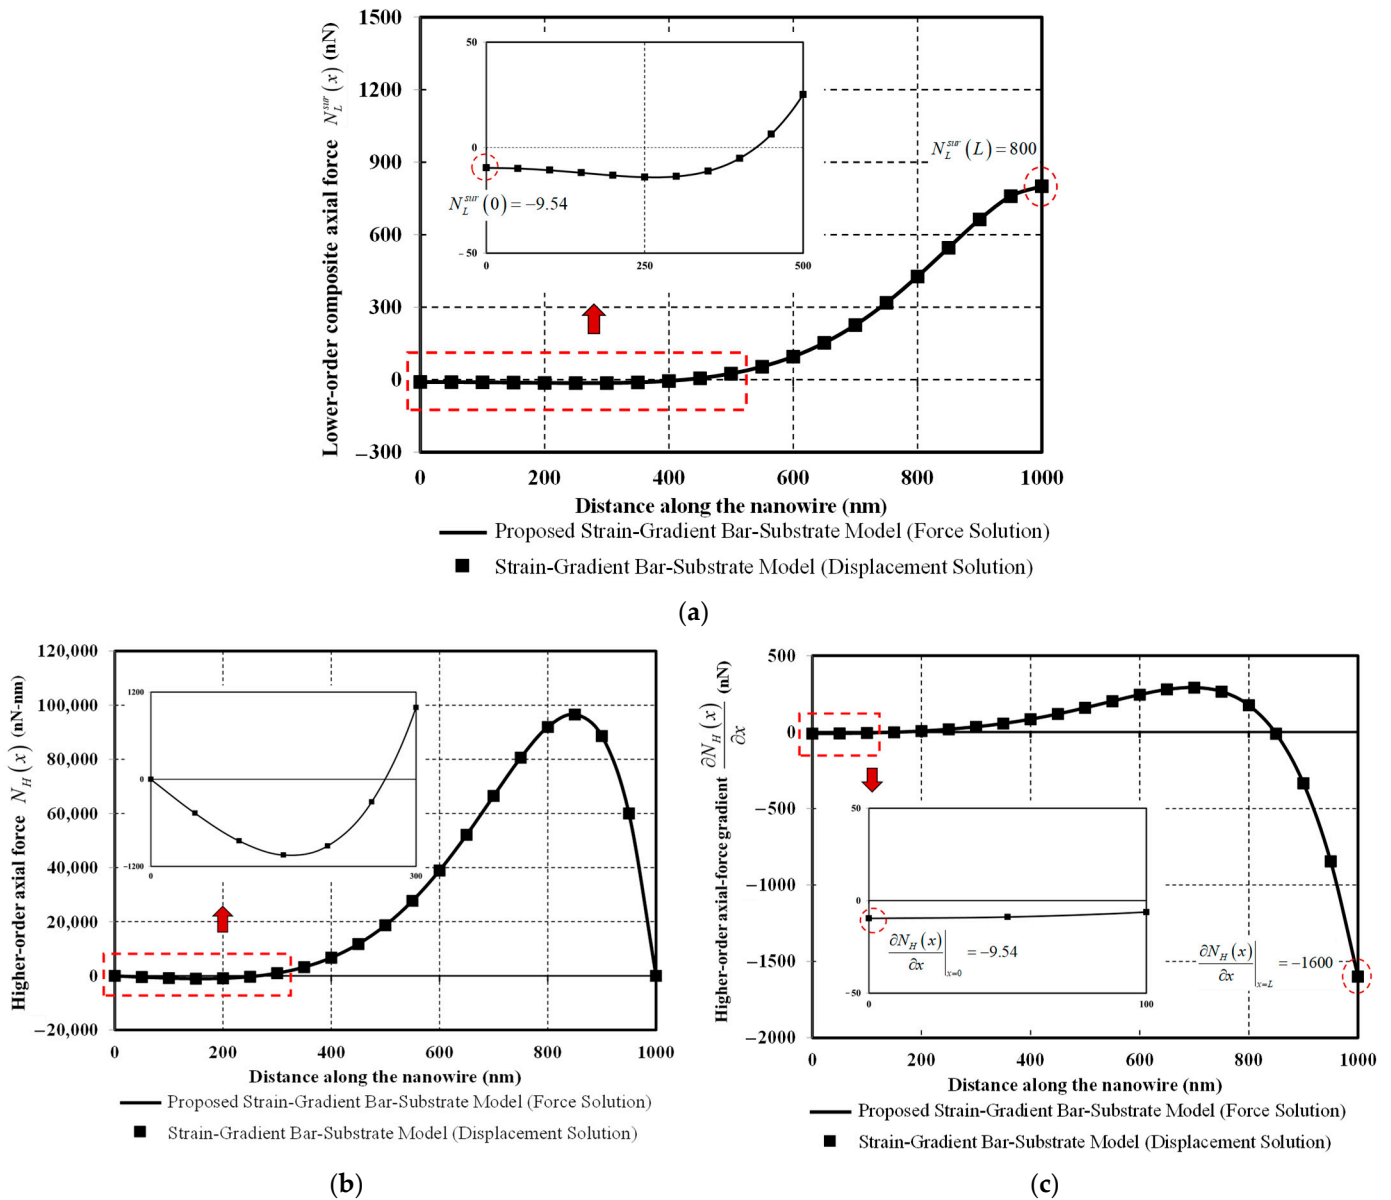 Lower-order composite axial force N_L^{sur}(x) (nN)
1500
1200
900
600
300
0
−300
50
0
−50
0
250
500
N_L^{sur}(0) = −9.54
N_L^{sur}(L) = 800
0
200
400
600
800
1000
Distance along the nanowire (nm)
Proposed Strain-Gradient Bar-Substrate Model (Force Solution)
Strain-Gradient Bar-Substrate Model (Displacement Solution)
(a)
Higher-order axial force N_H(x) (nN-nm)
120,000
100,000
80,000
60,000
40,000
20,000
0
−20,000
1200
0
-1200
0
300
0
200
400
600
800
1000
Distance along the nanowire (nm)
Proposed Strain-Gradient Bar-Substrate Model (Force Solution)
Strain-Gradient Bar-Substrate Model (Displacement Solution)
(b)
Higher-order axial-force gradient ∂N_H(x)/∂x (nN)
500
0
−500
−1000
−1500
−2000
50
0
−50
0
100
∂N_H(x)/∂x|_{x=0} = −9.54
∂N_H(x)/∂x|_{x=L} = −1600
0
200
400
600
800
1000
Distance along the nanowire (nm)
Proposed Strain-Gradient Bar-Substrate Model (Force Solution)
Strain-Gradient Bar-Substrate Model (Displacement Solution)
(c)